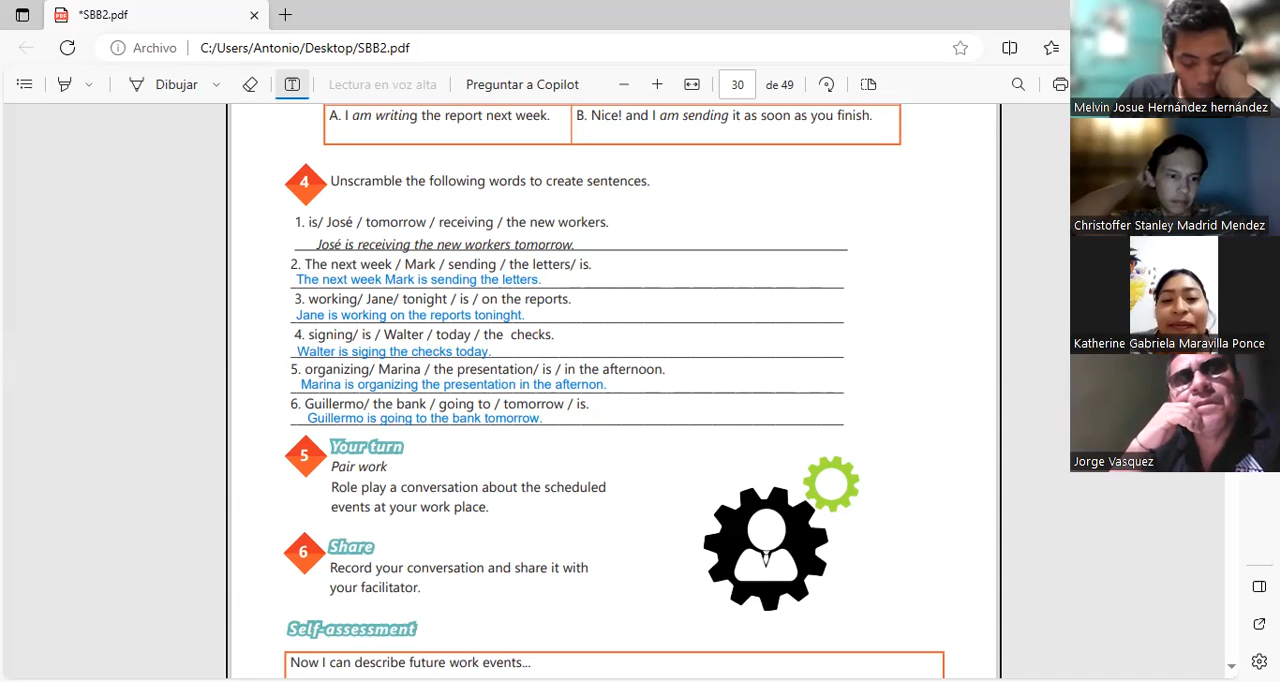 *SBB2.pdf
Archivo
C:/Users/Antonio/Desktop/SBB2.pdf
Dibujar
Lectura en voz alta
Preguntar a Copilot
30
de 49
A. I am writing the report next week.
B. Nice! and I am sending it as soon as you finish.
4 Unscramble the following words to create sentences.
1. is/ José / tomorrow / receiving / the new workers.
José is receiving the new workers tomorrow.
2. The next week / Mark / sending / the letters/ is.
The next week Mark is sending the letters.
3. working/ Jane/ tonight / is / on the reports.
Jane is working on the reports toninght.
4. signing/ is / Walter / today / the checks.
Walter is siging the checks today.
5. organizing/ Marina / the presentation/ is / in the afternoon.
Marina is organizing the presentation in the afternon.
6. Guillermo/ the bank / going to / tomorrow / is.
Guillermo is going to the bank tomorrow.
5 Your turn
Pair work
Role play a conversation about the scheduled
events at your work place.
6 Share
Record your conversation and share it with
your facilitator.
Self-assessment
Now I can describe future work events...
Melvin Josue Hernández hernández
Christoffer Stanley Madrid Mendez
Katherine Gabriela Maravilla Ponce
Jorge Vasquez